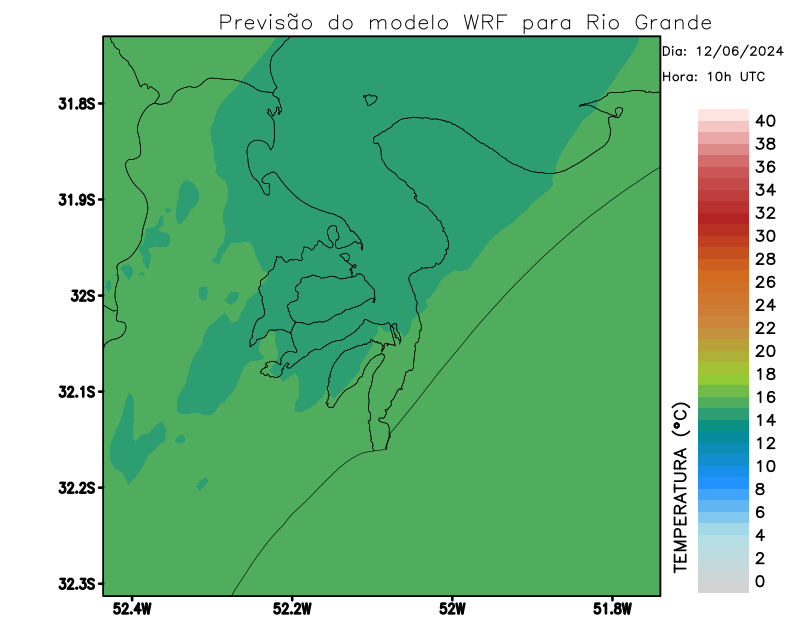 Previsão do modelo WRF para Rio Grande
Dia: 12/06/2024
Hora: 10h UTC
31.8S
31.9S
32S
32.1S
32.2S
32.3S
52.4W
52.2W
52W
51.8W
TEMPERATURA (°C)
40
38
36
34
32
30
28
26
24
22
20
18
16
14
12
10
8
6
4
2
0